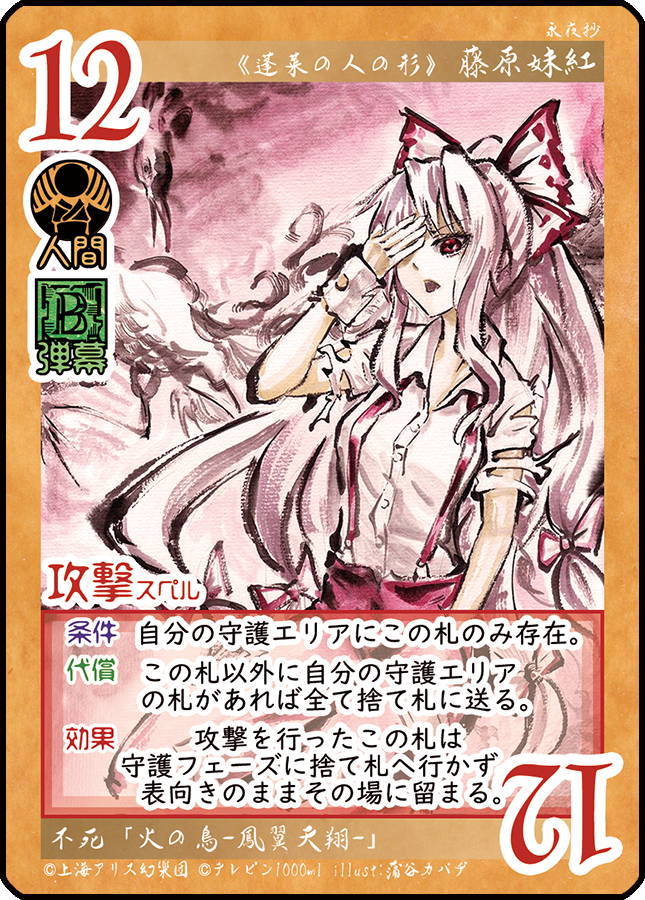 永夜抄
12
《蓬莱の人の形》 藤原妹紅
人間
B
弾幕
攻撃スペル
条件 自分の守護エリアにこの札のみ存在。
代償 この札以外に自分の守護エリア
の札があれば全て捨て札に送る。
効果 攻撃を行ったこの札は
守護フェーズに捨て札へ行かず
表向きのままその場に留まる。
12
不死「火の鳥-鳳翼天翔-」
©上海アリス幻樂団 ©テレピン1000ml illust:蒲谷カバヂ